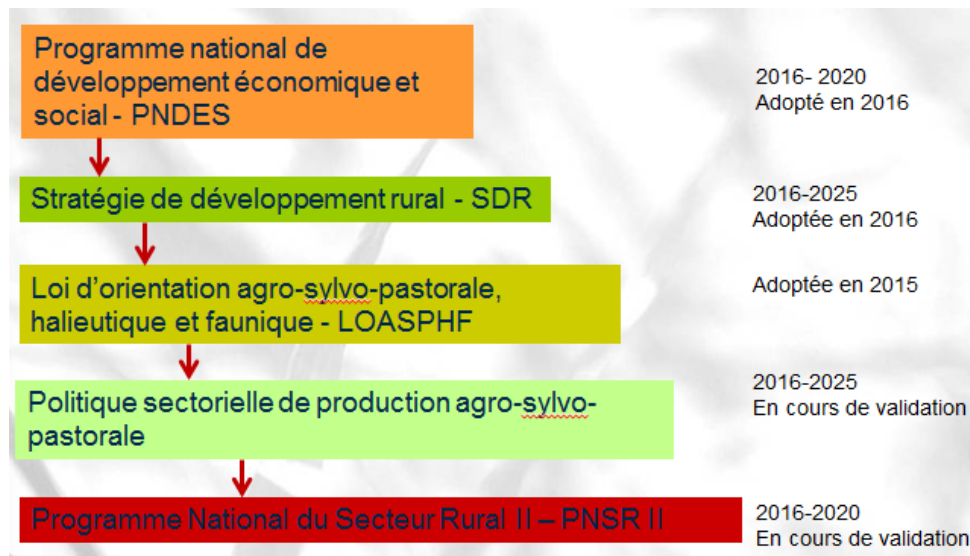 Programme national de
développement économique et
social - PNDES
2016- 2020
Adopté en 2016
Stratégie de développement rural - SDR
2016-2025
Adoptée en 2016
Loi d'orientation agro-sylvo-pastorale,
halieutique et faunique - LOASPHF
Adoptée en 2015
Politique sectorielle de production agro-sylvo-
pastorale
2016-2025
En cours de validation
Programme National du Secteur Rural II – PNSR II
2016-2020
En cours de validation